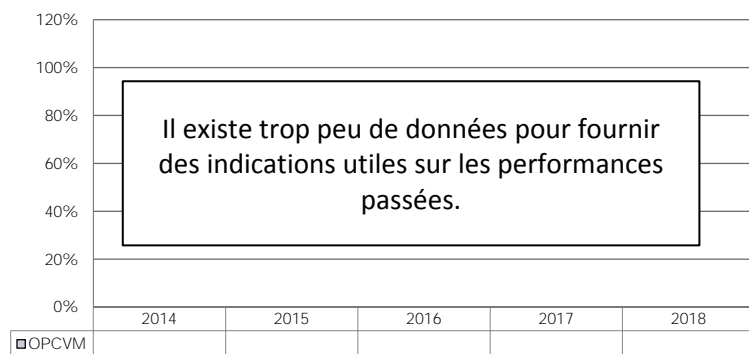 120%
100%
80%
60%
40%
20%
0%
Il existe trop peu de données pour fournir
des indications utiles sur les performances
passées.
2014 2015 2016 2017 2018
OPCVM